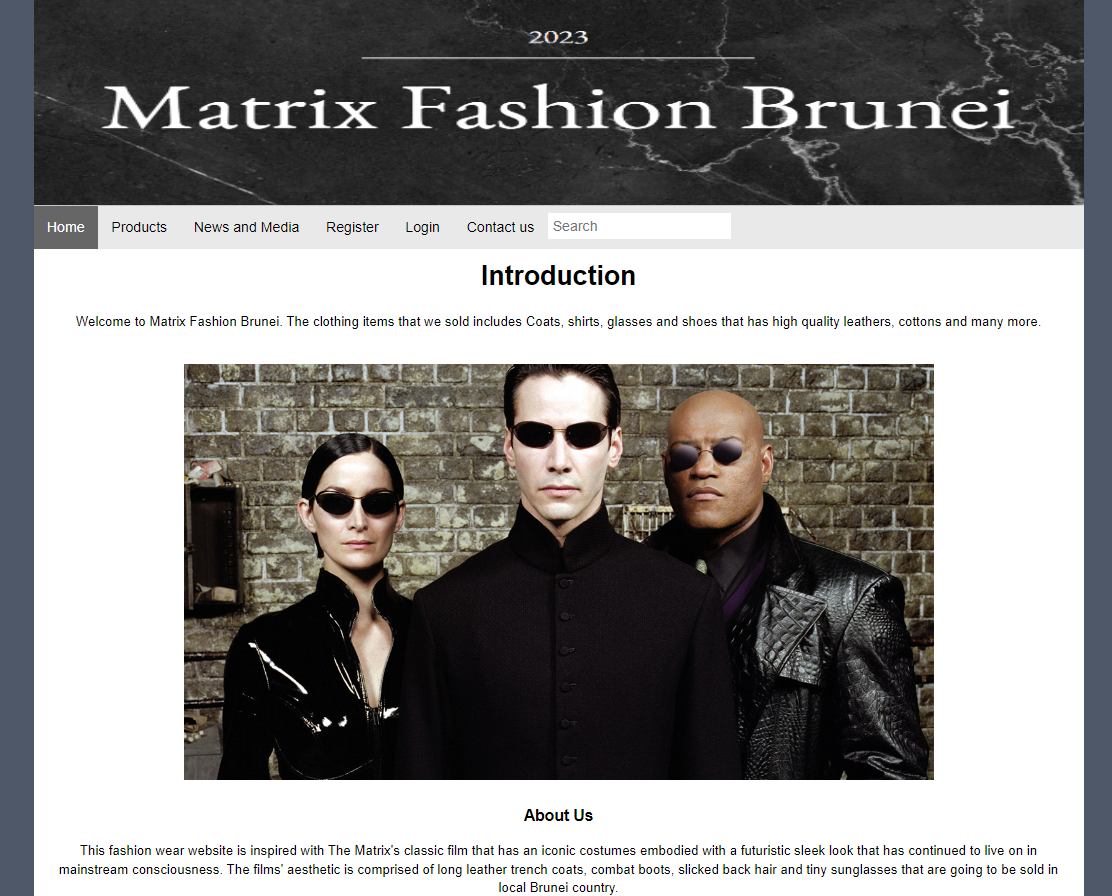 2023
Matrix Fashion Brunei
Home Products News and Media Register Login Contact us Search
Introduction
Welcome to Matrix Fashion Brunei. The clothing items that we sold includes Coats, shirts, glasses and shoes that has high quality leathers, cottons and many more.
About Us
This fashion wear website is inspired with The Matrix's classic film that has an iconic costumes embodied with a futuristic sleek look that has continued to live on in
mainstream consciousness. The films' aesthetic is comprised of long leather trench coats, combat boots, slicked back hair and tiny sunglasses that are going to be sold in
local Brunei country.